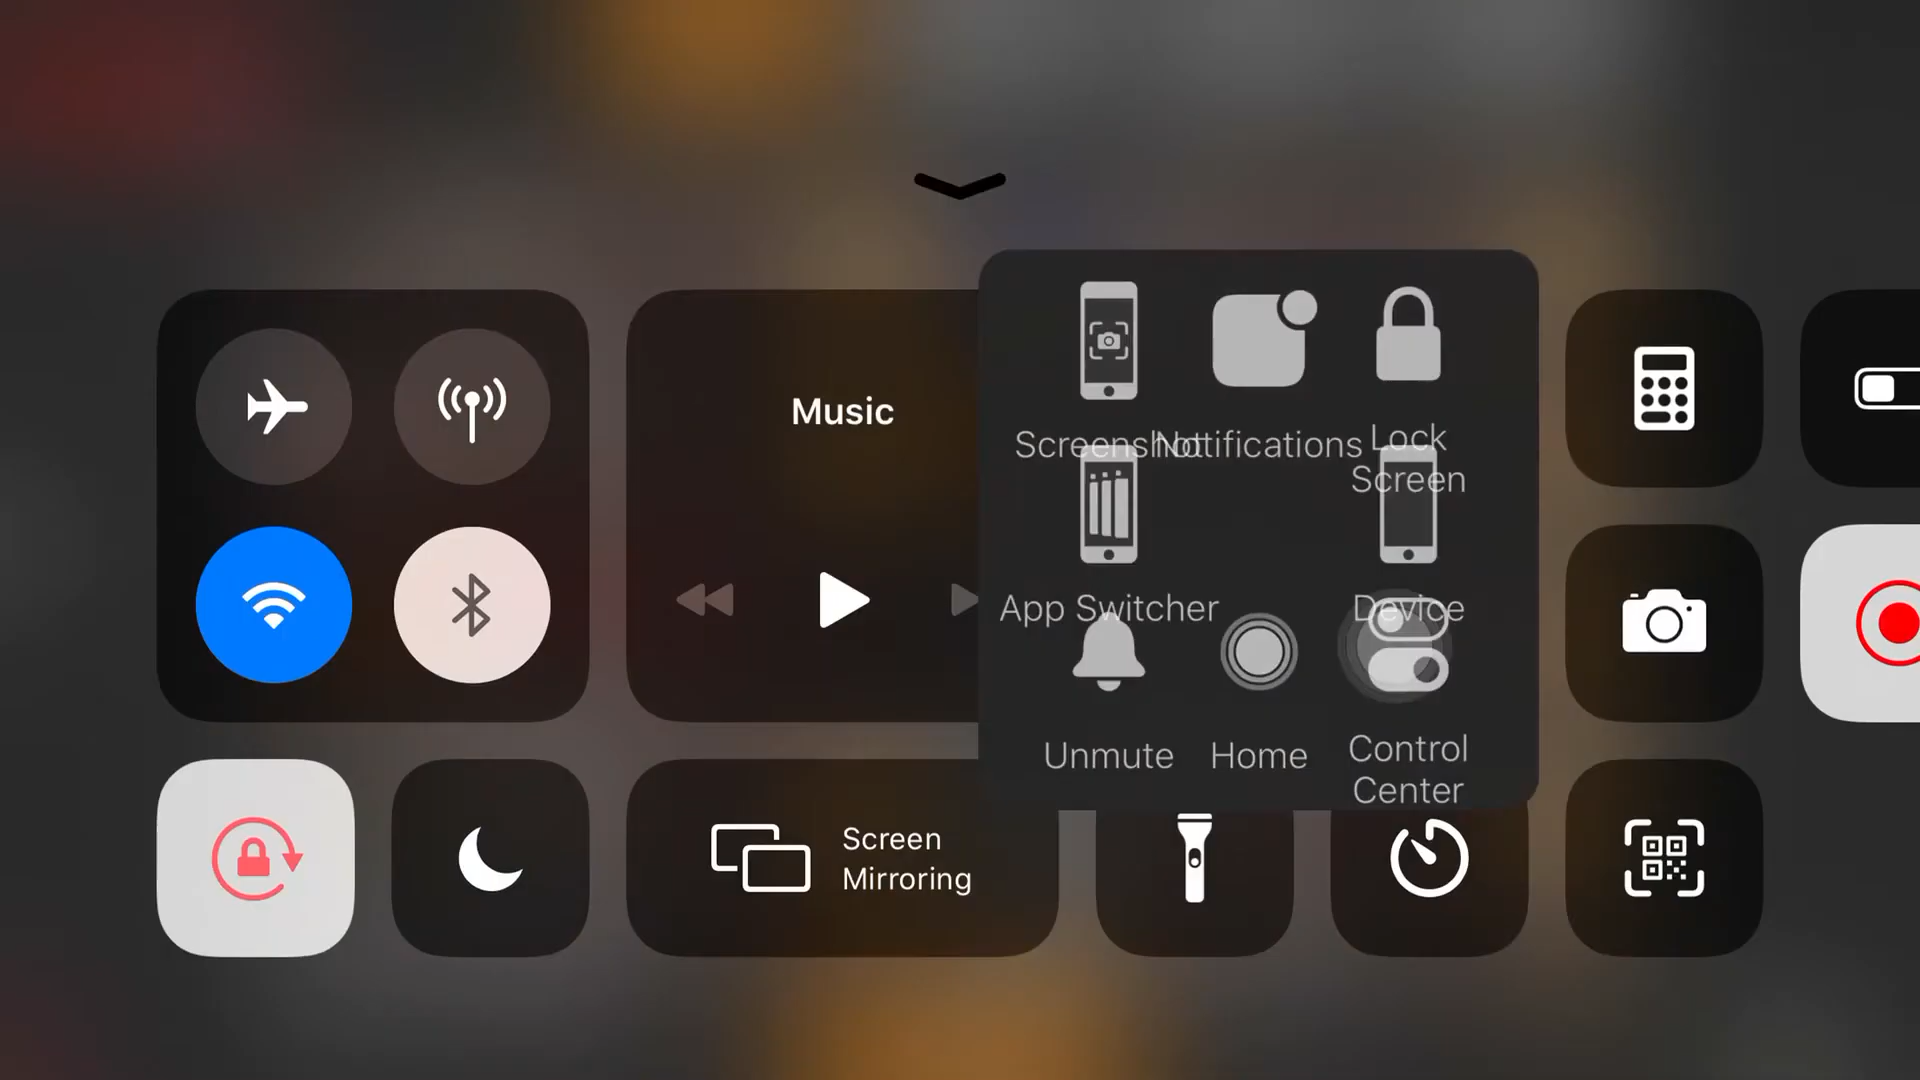 Music
Screenshot
Notifications
Lock
Screen
App Switcher
Device
Unmute
Home
Control
Center
Screen
Mirroring